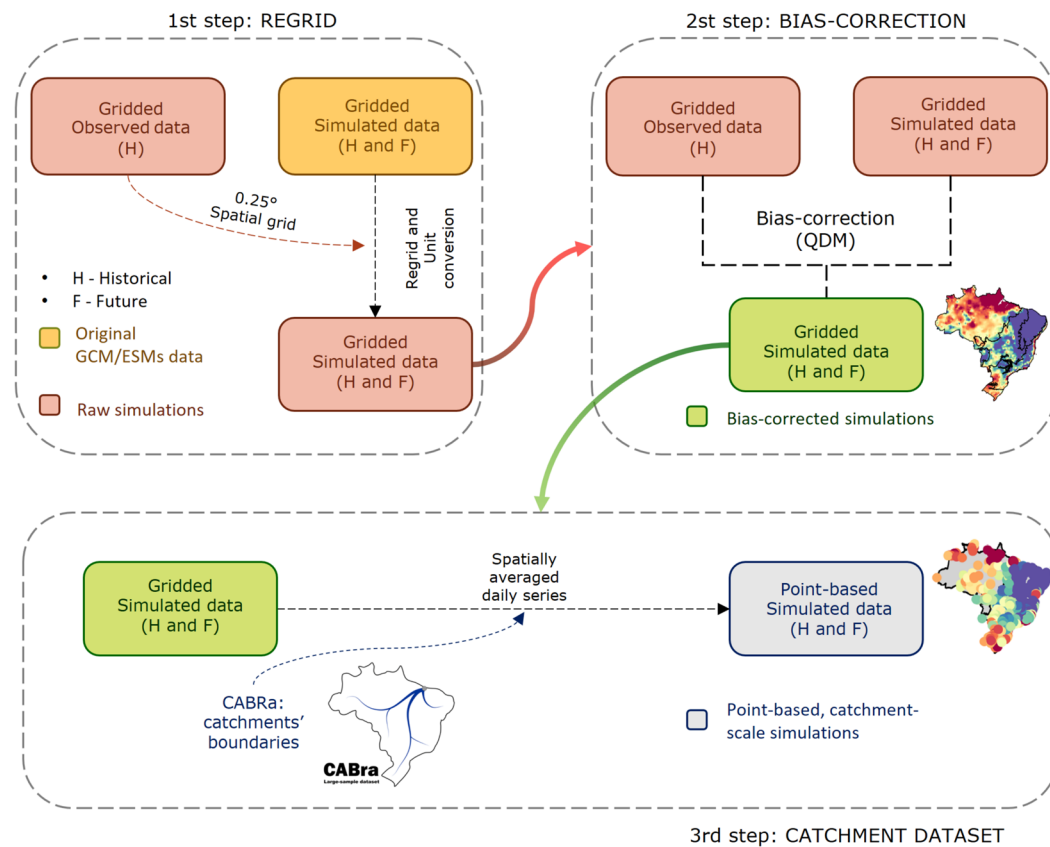 1st step: REGRID
Gridded
Observed data
(H)
Gridded
Simulated data
(H and F)
0.25°
Spatial grid
Regrid and
Unit
conversion
• H - Historical
• F - Future
Original
GCM/ESMs data
Raw simulations
Gridded
Simulated data
(H and F)
2nd step: BIAS-CORRECTION
Gridded
Observed data
(H)
Gridded
Simulated data
(H and F)
Bias-correction
(QDM)
Gridded
Simulated data
(H and F)
Bias-corrected simulations
Gridded
Simulated data
(H and F)
Spatially
averaged
daily series
Point-based
Simulated data
(H and F)
CABRa:
catchments’
boundaries
CABra
Large-sample dataset
Point-based, catchment-
scale simulations
3rd step: CATCHMENT DATASET